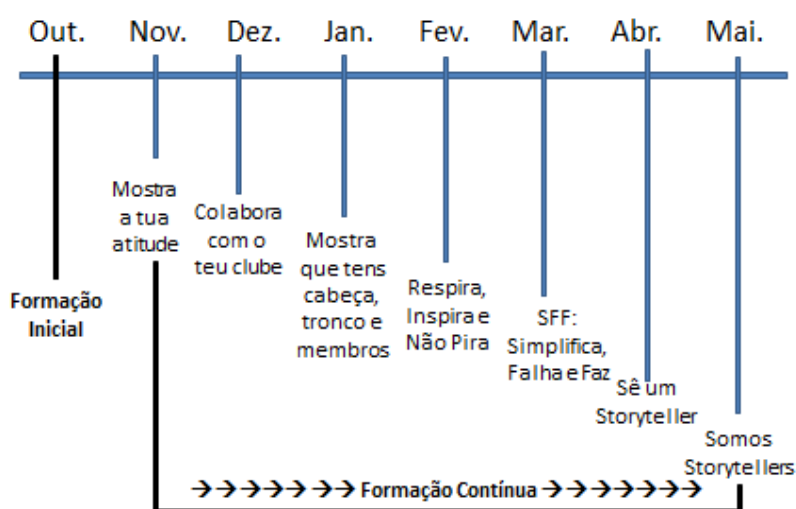 Out. Nov. Dez. Jan. Fev. Mar. Abr. Mai.
Formação
Inicial
Mostra
a tua
atitude
Colabora
com o
teu clube
Mostra
que tens
cabeça,
tronco e
membros
Respira,
Inspira e
Não Pira
SFF:
Simplifica,
Falha e Faz
Sê um
Storyteller
Somos
Storytellers
→→→→→→→ Formação Contínua →→→→→→→